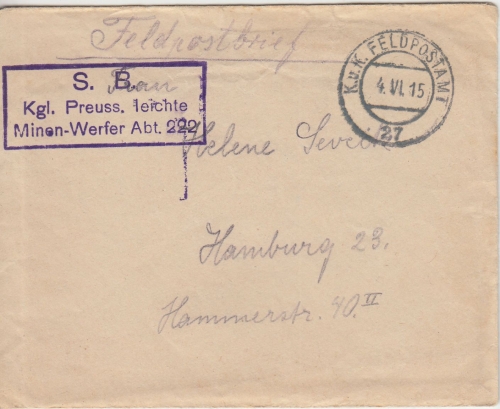 Feldpostbrief
K.u.K. FELDPOSTAMT
4. VI. 15
27
S. B.
Kgl. Preuss. leichte
Minen-Werfer Abt. 222
Frau
Helene
Hamburg 23.
Hammerstr. 40. II